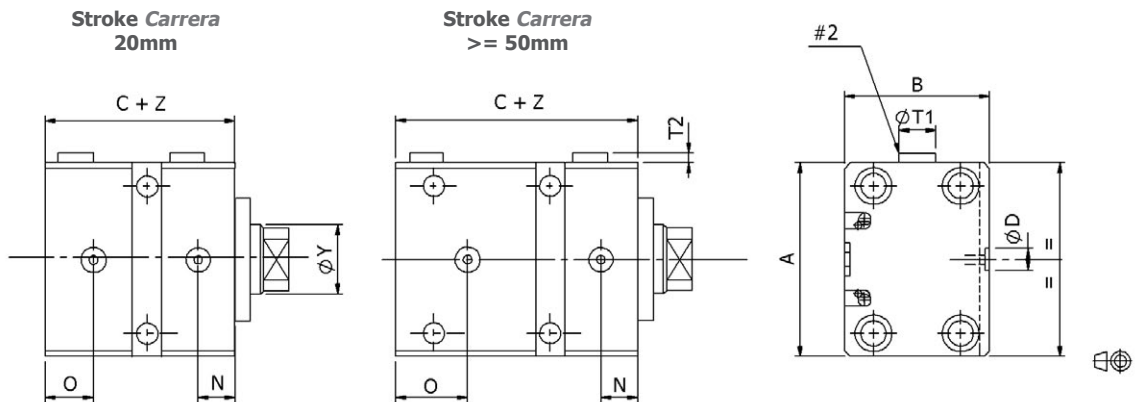 Stroke Carrera
20mm
Stroke Carrera
>= 50mm
#2
C + Z
C + Z
T2
B
ØT1
ØY
A
ØD
=
=
O
N
O
N